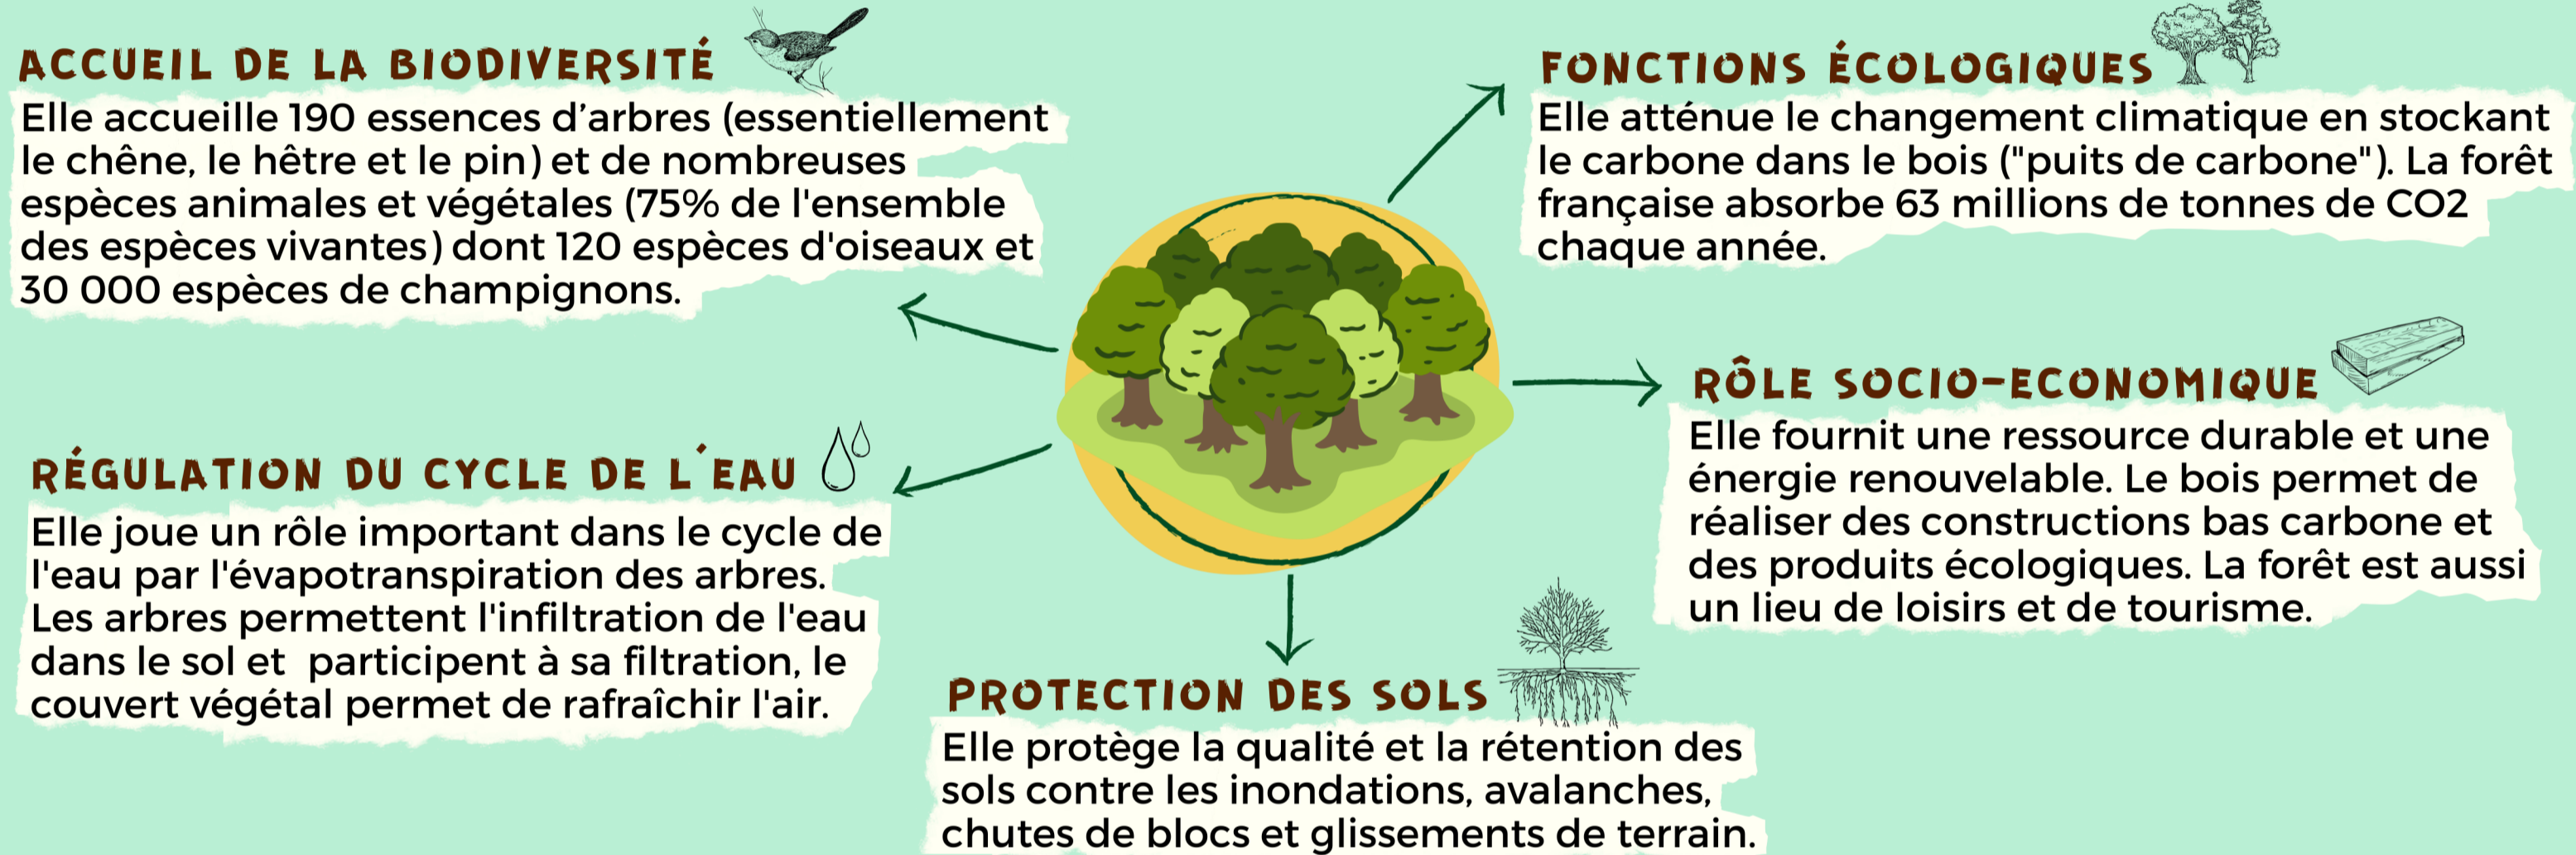 ACCUEIL DE LA BIODIVERSITÉ
Elle accueille 190 essences d’arbres (essentiellement
le chêne, le hêtre et le pin) et de nombreuses
espèces animales et végétales (75% de l'ensemble
des espèces vivantes) dont 120 espèces d'oiseaux et
30 000 espèces de champignons.
RÉGULATION DU CYCLE DE L'EAU
Elle joue un rôle important dans le cycle de
l'eau par l'évapotranspiration des arbres.
Les arbres permettent l'infiltration de l'eau
dans le sol et  participent à sa filtration, le
couvert végétal permet de rafraîchir l'air.
PROTECTION DES SOLS
Elle protège la qualité et la rétention des
sols contre les inondations, avalanches,
chutes de blocs et glissements de terrain.
FONCTIONS ÉCOLOGIQUES
Elle atténue le changement climatique en stockant
le carbone dans le bois ("puits de carbone"). La forêt
française absorbe 63 millions de tonnes de CO2
chaque année.
RÔLE SOCIO-ECONOMIQUE
Elle fournit une ressource durable et une
énergie renouvelable. Le bois permet de
réaliser des constructions bas carbone et
des produits écologiques. La forêt est aussi
un lieu de loisirs et de tourisme.